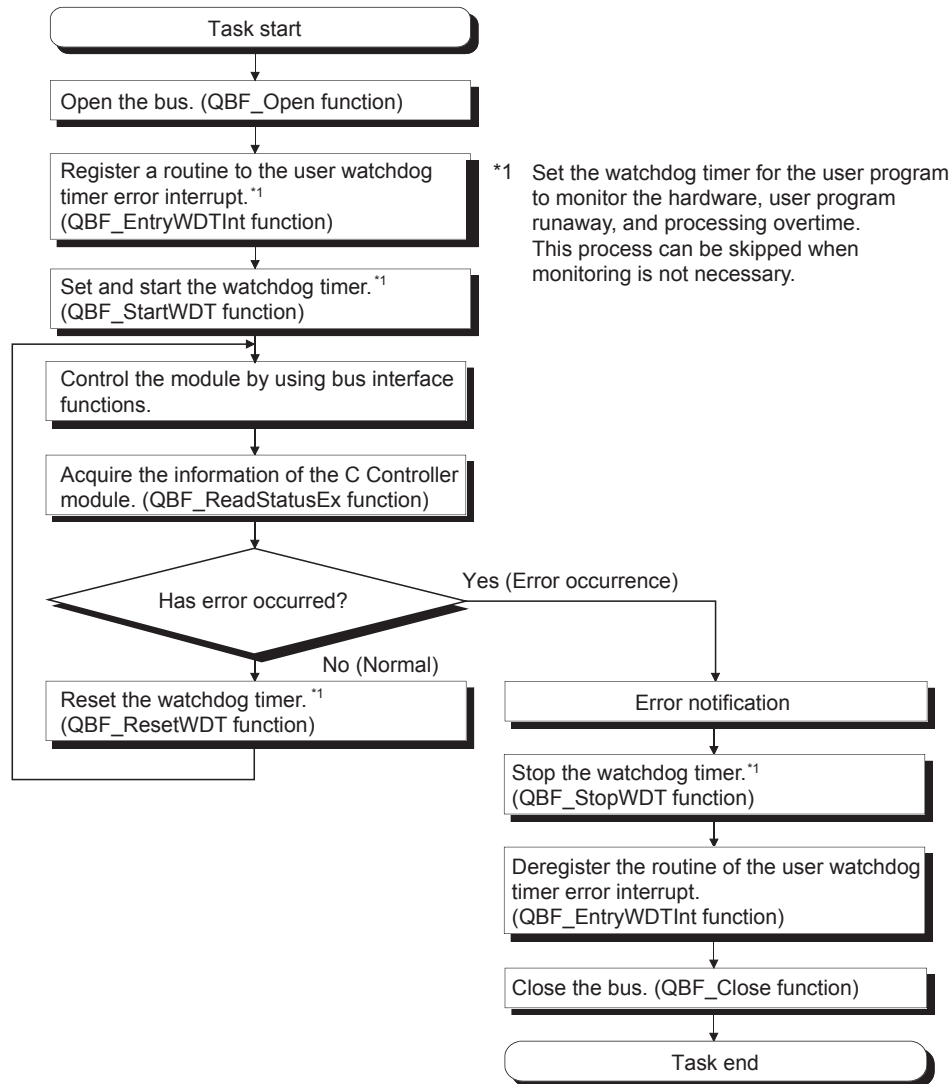 Task start
Open the bus. (QBF_Open function)
Register a routine to the user watchdog
timer error interrupt.*1
(QBF_EntryWDTInt function)
*1 Set the watchdog timer for the user program
to monitor the hardware, user program
runaway, and processing overtime.
This process can be skipped when
monitoring is not necessary.
Set and start the watchdog timer.*1
(QBF_StartWDT function)
Control the module by using bus interface
functions.
Acquire the information of the C Controller
module. (QBF_ReadStatusEx function)
Has error occurred?
Yes (Error occurrence)
No (Normal)
Reset the watchdog timer. *1
(QBF_ResetWDT function)
Error notification
Stop the watchdog timer.*1
(QBF_StopWDT function)
Deregister the routine of the user watchdog
timer error interrupt.
(QBF_EntryWDTInt function)
Close the bus. (QBF_Close function)
Task end